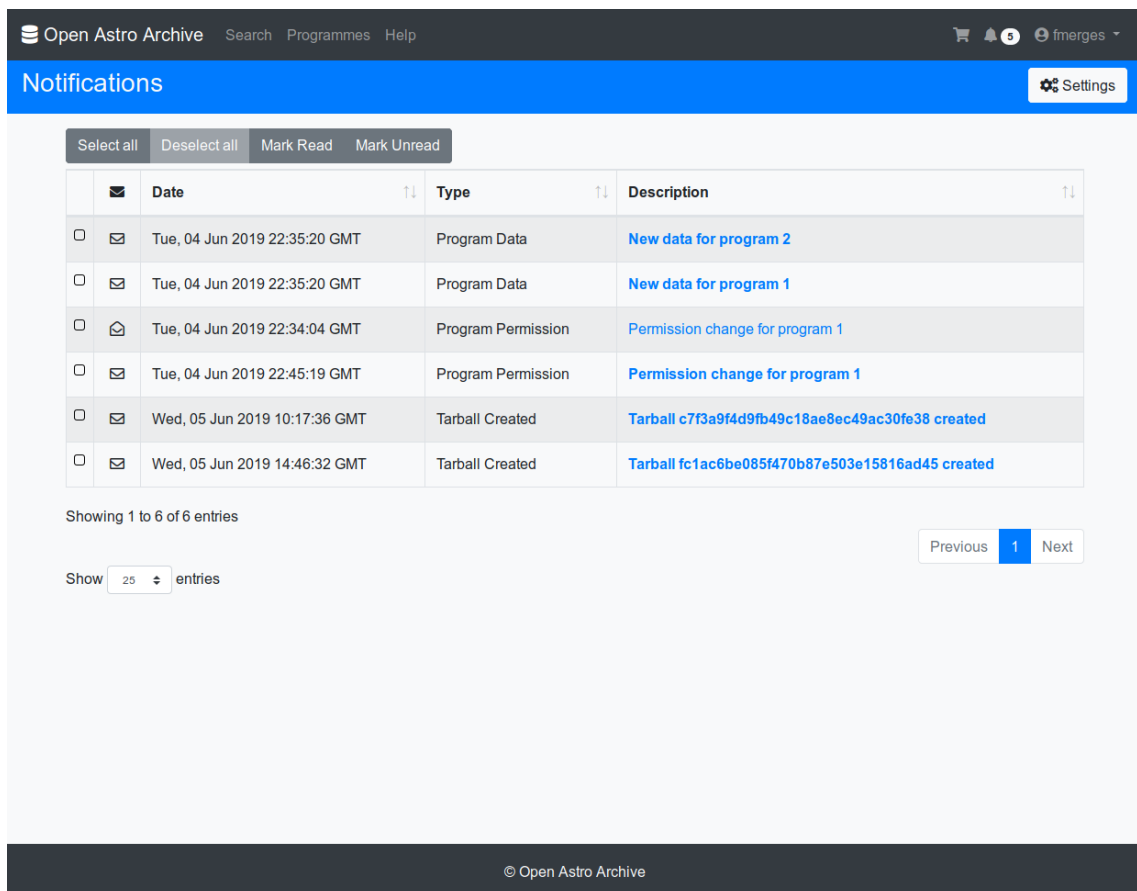 Open Astro Archive Search Programmes Help 5 fmerges
Notifications Settings
Select all Deselect all Mark Read Mark Unread
Date Type Description
Tue, 04 Jun 2019 22:35:20 GMT Program Data New data for program 2
Tue, 04 Jun 2019 22:35:20 GMT Program Data New data for program 1
Tue, 04 Jun 2019 22:34:04 GMT Program Permission Permission change for program 1
Tue, 04 Jun 2019 22:45:19 GMT Program Permission Permission change for program 1
Wed, 05 Jun 2019 10:17:36 GMT Tarball Created Tarball c7f3a9f4d9fb49c18ae8ec49ac30fe38 created
Wed, 05 Jun 2019 14:46:32 GMT Tarball Created Tarball fc1ac6be085f470b87e503e15816ad45 created
Showing 1 to 6 of 6 entries
Previous 1 Next
Show 25 entries
© Open Astro Archive